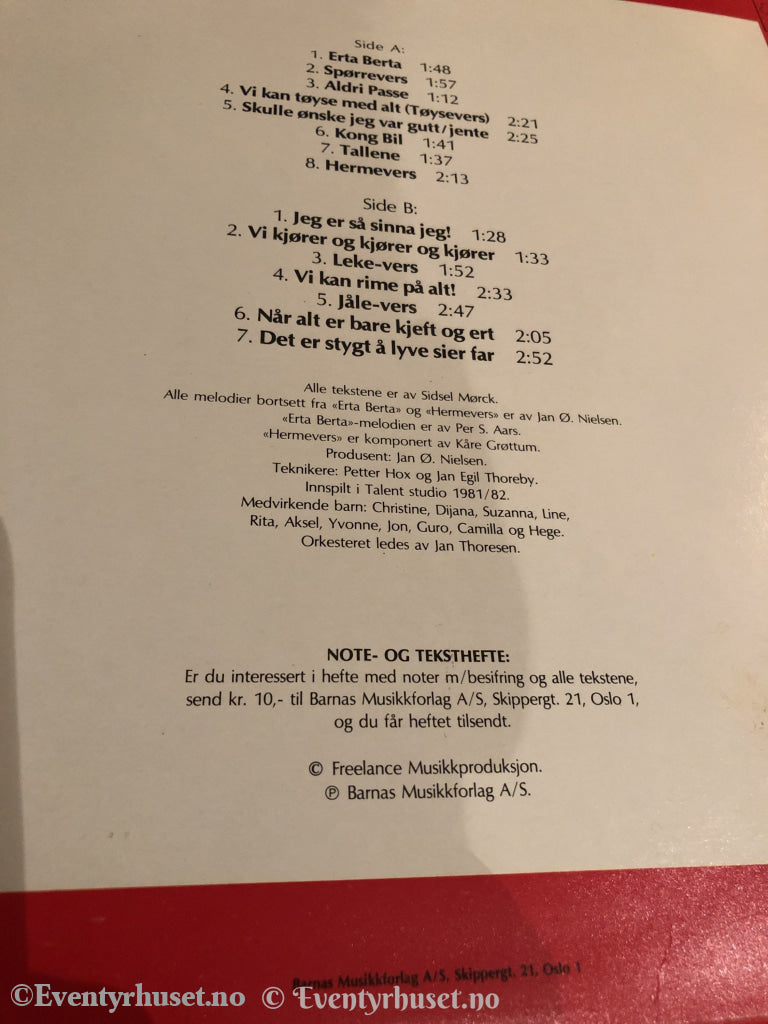 Side A:
1. Erta Berta 1:48
2. Spørrevers 1:57
3. Aldri Passe 1:12
4. Vi kan tøyse med alt (Tøysevers) 2:21
5. Skulle ønske jeg var gutt/jente 2:25
6. Kong Bil 1:41
7. Tallene 1:37
8. Hermevers 2:13
Side B:
1. Jeg er så sinna jeg! 1:28
2. Vi kjører og kjører og kjører 1:33
3. Leke-vers 1:52
4. Vi kan rime på alt! 2:33
5. Jåle-vers 2:47
6. Når alt er bare kjeft og ert 2:05
7. Det er stygt å lyve sier far 2:52
Alle tekstene er av Sidsel Mørck.
Alle melodier bortsett fra «Erta Berta» og «Hermevers» er av Jan Ø. Nielsen.
«Erta Berta»-melodien er av Per S. Aars.
«Hermevers» er komponert av Kåre Grøttum.
Produsent: Jan Ø. Nielsen.
Teknikere: Petter Hox og Jan Egil Thoreby.
Innspilt i Talent studio 1981/82.
Medvirkende barn: Christine, Dijana, Suzanna, Line,
Rita, Aksel, Yvonne, Jon, Guro, Camilla og Hege.
Orkesteret ledes av Jan Thoresen.
NOTE- OG TEKSTHEFTE:
Er du interessert i hefte med noter m/besifring og alle tekstene,
send kr. 10,- til Barnas Musikkforlag A/S, Skippergt. 21, Oslo 1,
og du får heftet tilsendt.
© Freelance Musikkproduksjon.
℗ Barnas Musikkforlag A/S.
Barnas Musikkforlag A/S, Skippergt. 21, Oslo 1
©Eventyrhuset.no © Eventyrhuset.no